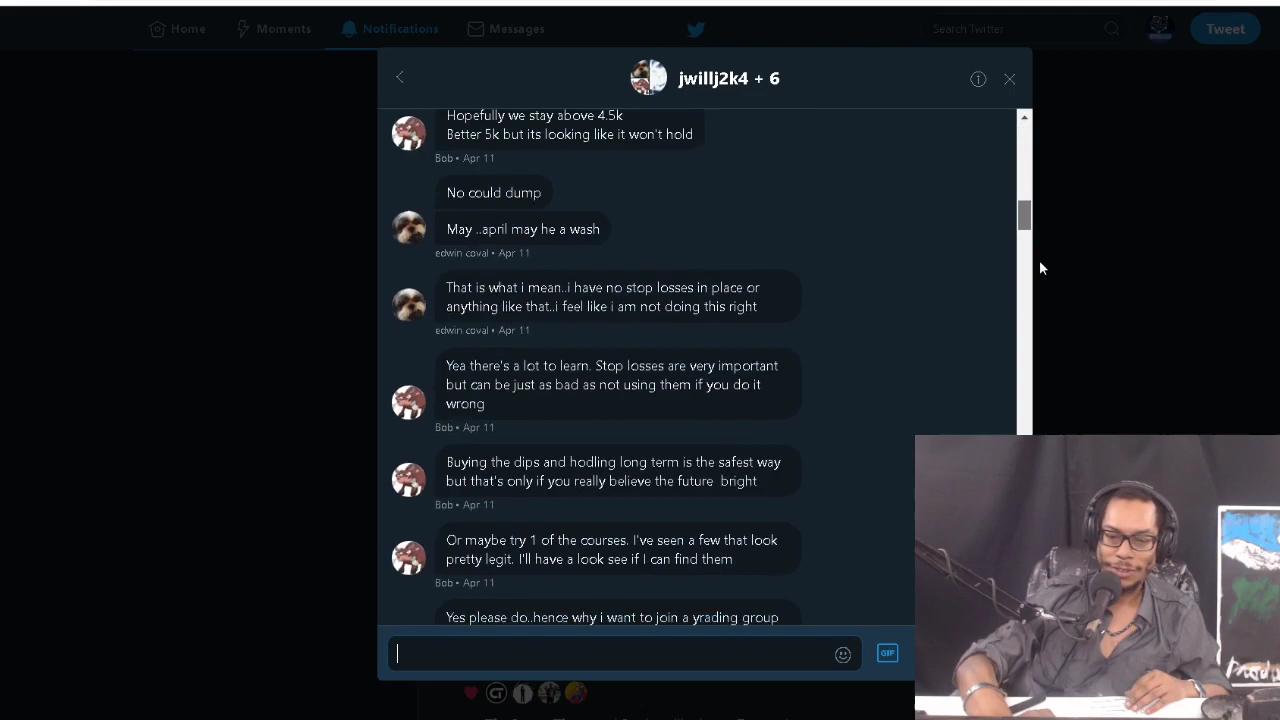 Home
Moments
Notifications
Messages
Search Twitter
Tweet
jwillj2k4 + 6
Hopefully we stay above 4.5k
Better 5k but its looking like it won't hold
Bob • Apr 11
No could dump
May ..april may he a wash
edwin coval • Apr 11
That is what i mean..i have no stop losses in place or
anything like that..i feel like i am not doing this right
edwin coval • Apr 11
Yea there's a lot to learn. Stop losses are very important
but can be just as bad as not using them if you do it
wrong
Bob • Apr 11
Buying the dips and hodling long term is the safest way
but that's only if you really believe the future  bright
Bob • Apr 11
Or maybe try 1 of the courses. I've seen a few that look
pretty legit. I'll have a look see if I can find them
Bob • Apr 11
Yes please do..hence why i want to join a yrading group
GIF